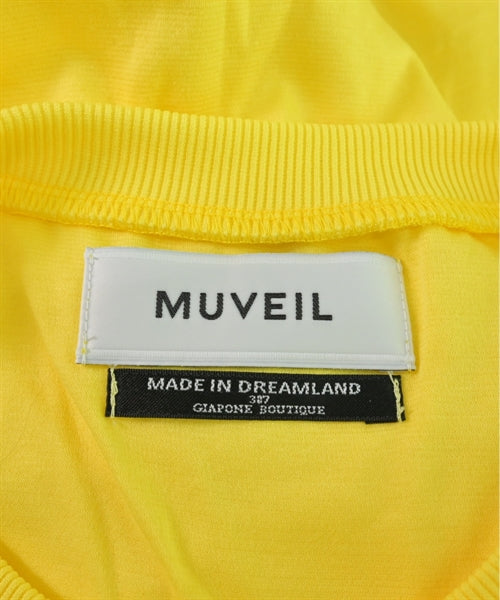 MUVEIL
MADE IN DREAMLAND
387
GIAPONE BOUTIQUE